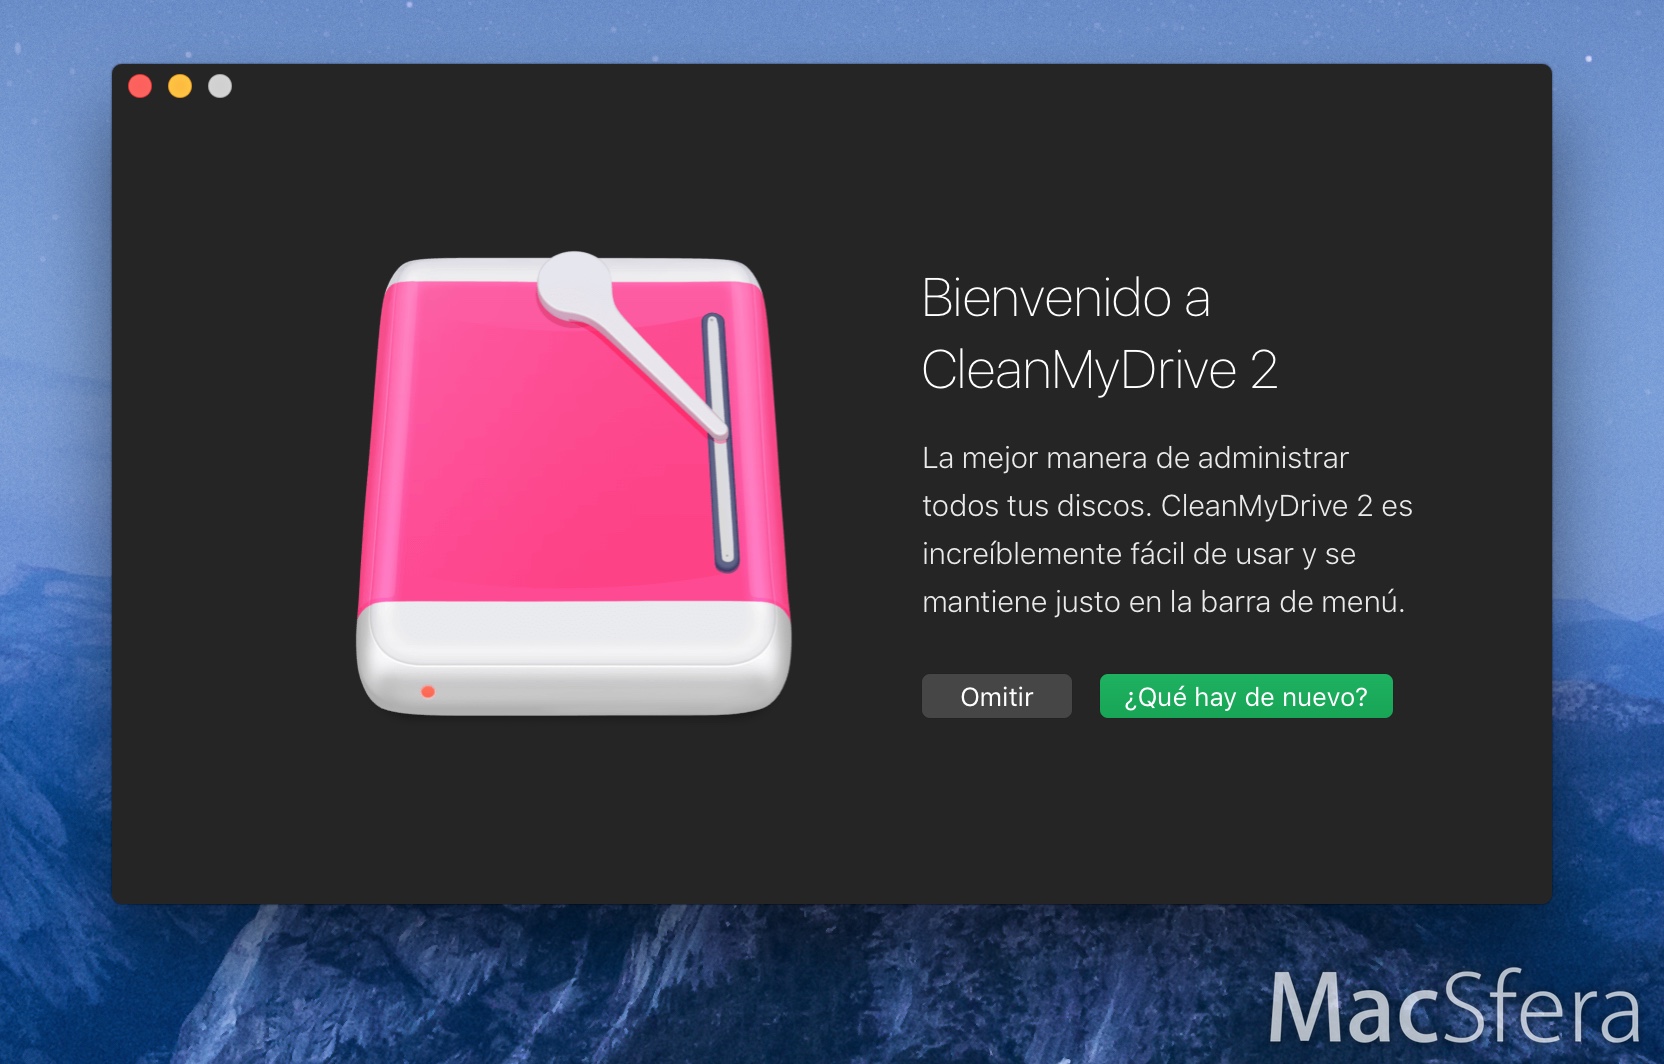 Bienvenido a
CleanMyDrive 2
La mejor manera de administrar
todos tus discos. CleanMyDrive 2 es
increíblemente fácil de usar y se
mantiene justo en la barra de menú.
Omitir
¿Qué hay de nuevo?
MacSfera